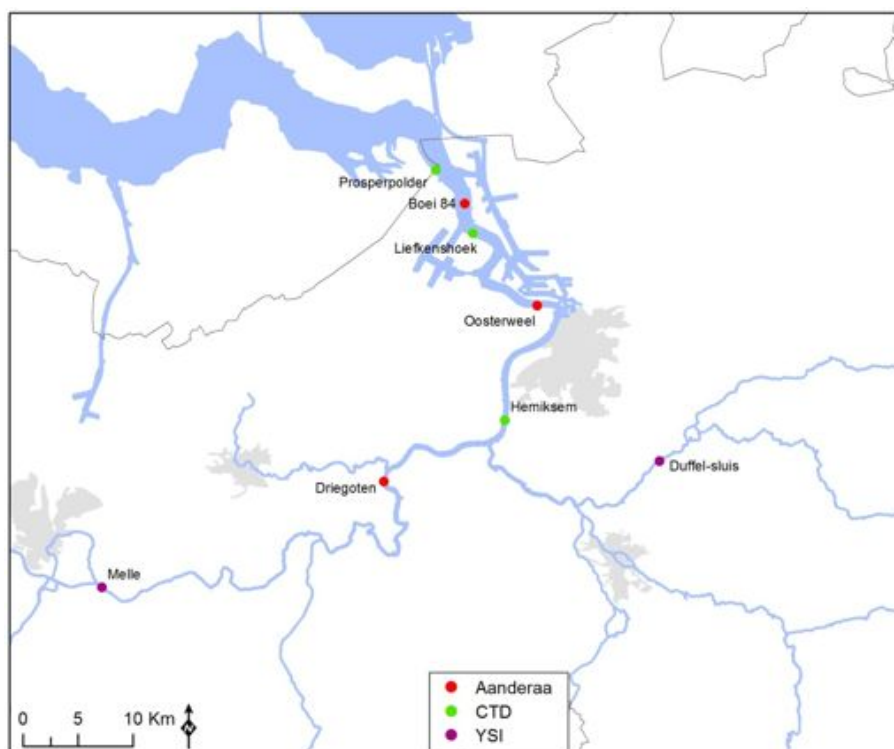 Prosperpolder
Boei 84
Liefkenshoek
Oosterweel
Hemiksem
Duffel-sluis
Driegoten
Melle
Aanderaa
CTD
YSI
0 5 10 Km
N